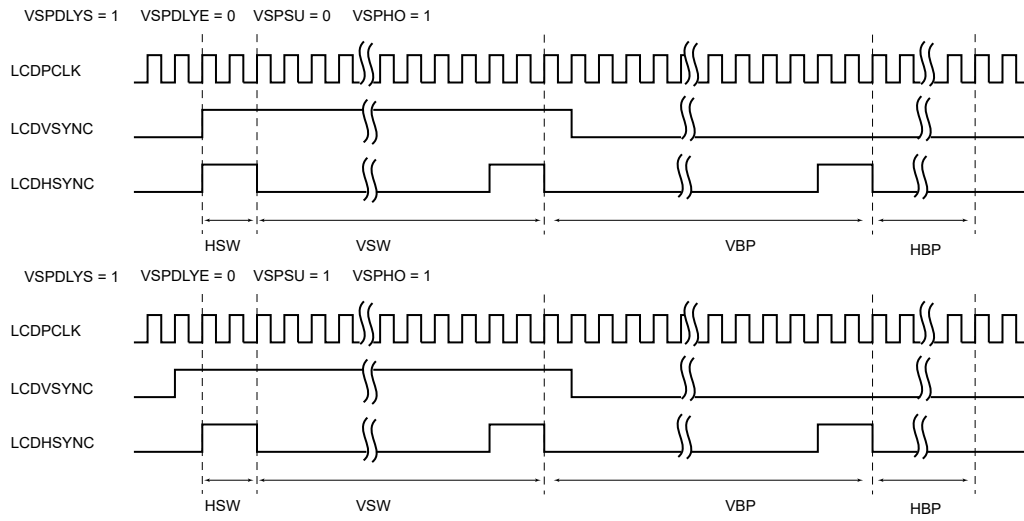 VSPDLYS = 1 VSPDLYE = 0 VSPSU = 0 VSPHO = 1
LCDPCLK
LCDVSYNC
LCDHSYNC
HSW VSW VBP HBP
VSPDLYS = 1 VSPDLYE = 0 VSPSU = 1 VSPHO = 1
LCDPCLK
LCDVSYNC
LCDHSYNC
HSW VSW VBP HBP